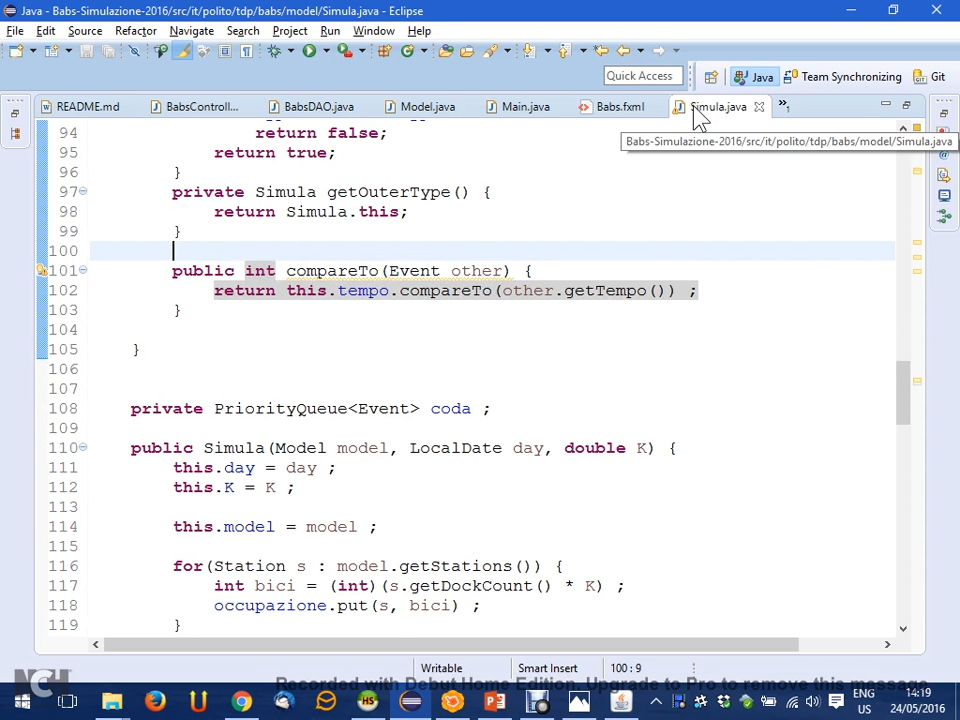 Java - Babs-Simulazione-2016/src/it/polito/tdp/babs/model/Simula.java - Eclipse
File Edit Source Refactor Navigate Search Project Run Window Help
Quick Access Java Team Synchronizing Git
README.md BabsControll... BabsDAO.java Model.java Main.java Babs.fxml Simula.java »1
Babs-Simulazione-2016/src/it/polito/tdp/babs/model/Simula.java
94 return false;
95 return true;
96 }
97 private Simula getOuterType() {
98 return Simula.this;
99 }
100
101 public int compareTo(Event other) {
102 return this.tempo.compareTo(other.getTempo()) ;
103 }
104
105 }
106
107
108 private PriorityQueue<Event> coda ;
109
110 public Simula(Model model, LocalDate day, double K) {
111 this.day = day ;
112 this.K = K ;
113
114 this.model = model ;
115
116 for(Station s : model.getStations()) {
117 int bici = (int)(s.getDockCount() * K) ;
118 occupazione.put(s, bici) ;
119 }
Writable Smart Insert 100 : 9
NCH Recorded with Debut Home Edition. Upgrade to Pro to remove this message
ENG 14:19
US 24/05/2016